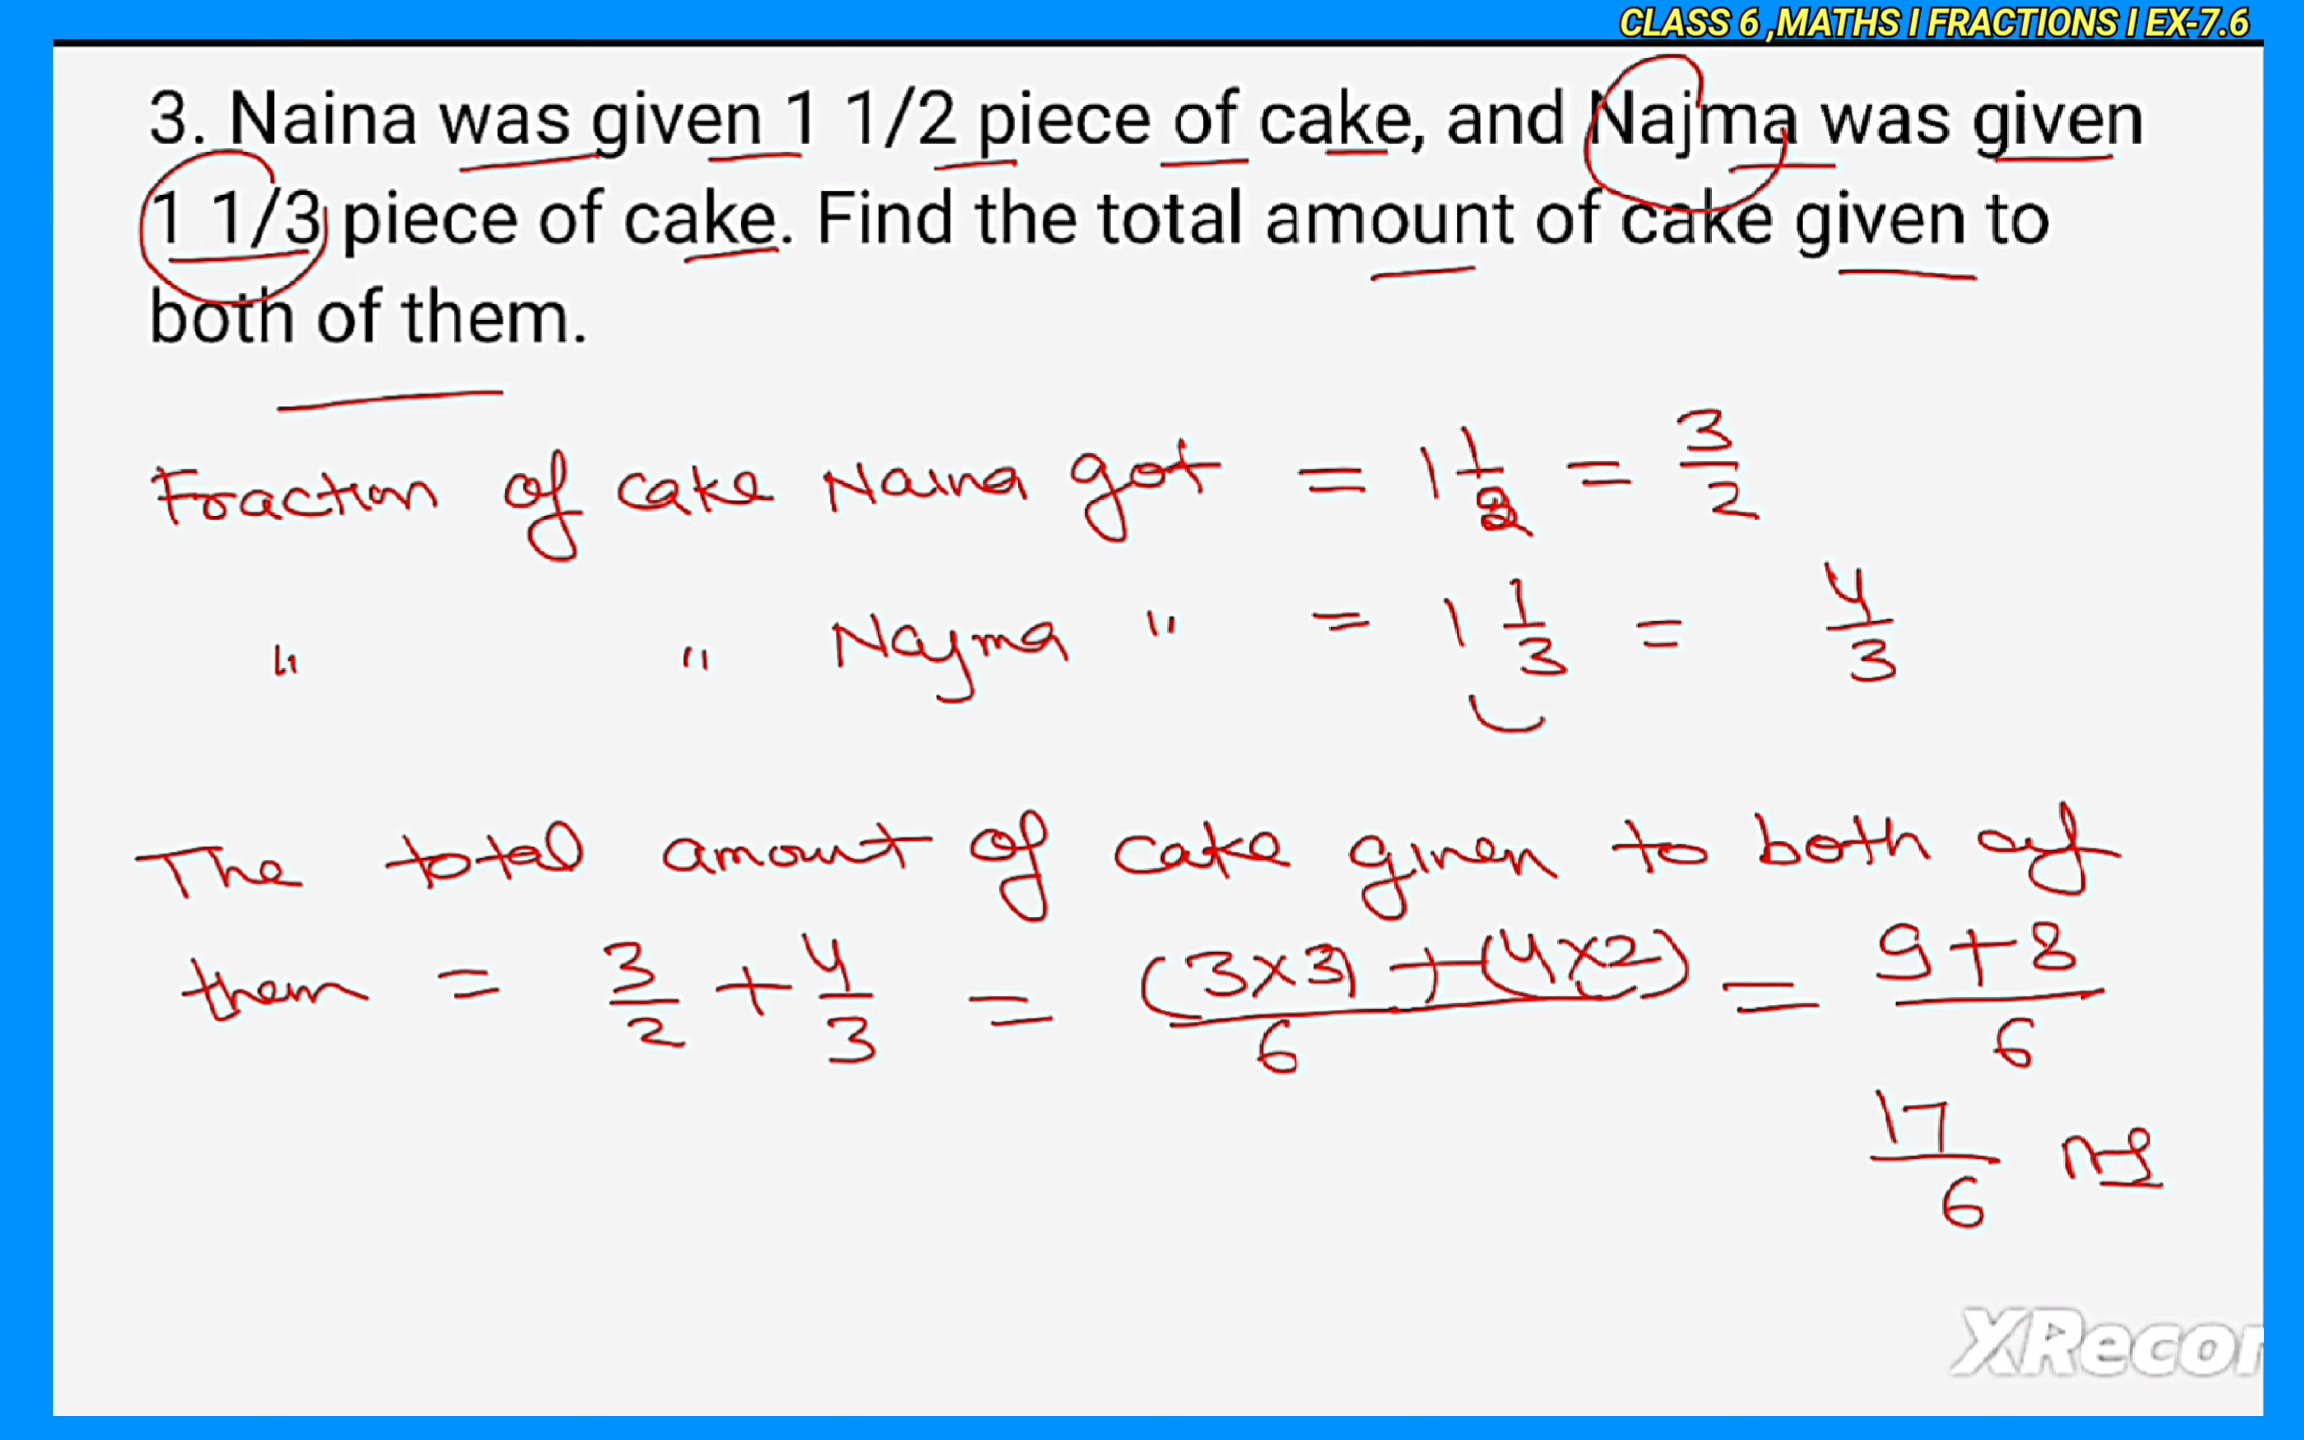 CLASS 6 ,MATHS I FRACTIONS I EX-7.6
3. Naina was given 1 1/2 piece of cake, and Najma was given
1 1/3 piece of cake. Find the total amount of cake given to
both of them.
Fraction of cake Naina got = 1 1/2 = 3/2
" " Najma " = 1 1/3 = 4/3
The total amount of cake given to both of
them = 3/2 + 4/3 = (3×3)+(4×2)/6 = 9+8/6
17/6
XRecor